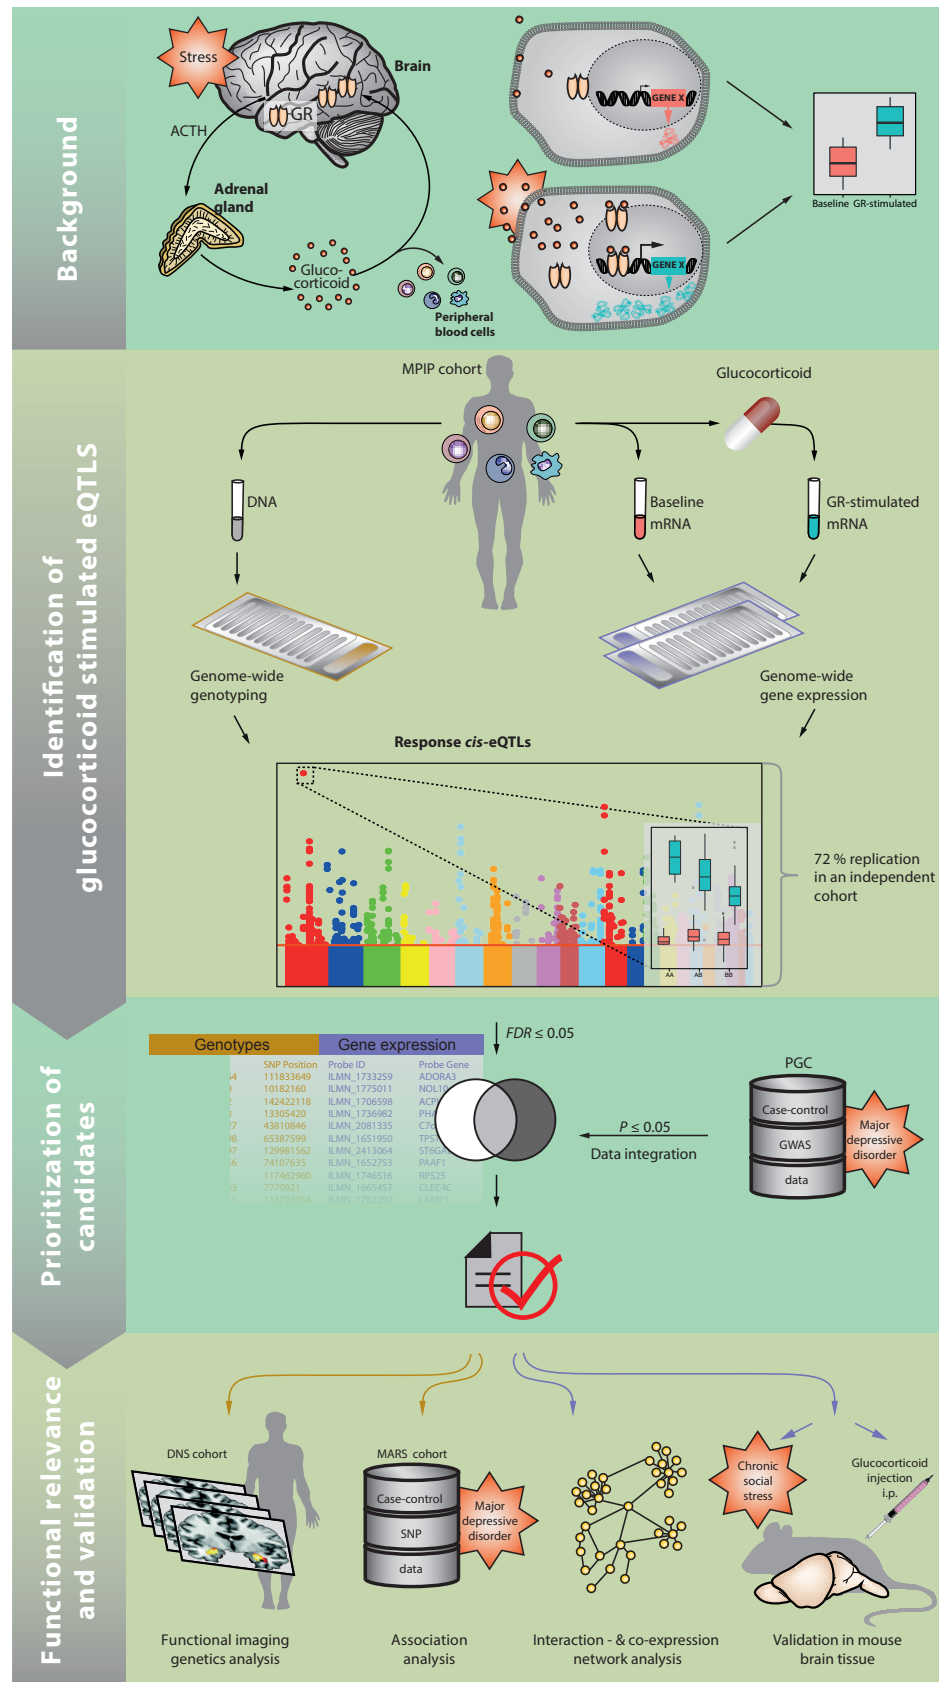 Background
Stress
Brain
GR
ACTH
Adrenal
gland
Gluco-
corticoid
Peripheral
blood cells
GENE X
GENE X
Baseline GR-stimulated
Identification of
glucocorticoid stimulated eQTLS
MPIP cohort
Glucocorticoid
DNA
Baseline
mRNA
GR-stimulated
mRNA
Genome-wide
genotyping
Genome-wide
gene expression
Response cis-eQTLs
AA AB BB
72 % replication
in an independent
cohort
Prioritization of
candidates
FDR ≤ 0.05
Genotypes Gene expression
SNP Position Probe ID Probe Gene
111833649 ILMN_1733259 ADORA3
10182160 ILMN_1775011 NOL10
142422118 ILMN_1706598
13305420 ILMN_1736982
43810846 ILMN_2081335
65387599 ILMN_1651950
129981562 ILMN_2413064
74107635 ILMN_1652753 PAAF1
117462960 ILMN_1746516 RPS25
7770921 ILMN_1665457 CLEC4C
LAMP3
P ≤ 0.05
Data integration
PGC
Case-control
GWAS
data
Major
depressive
disorder
Functional relevance
and validation
DNS cohort
Functional imaging
genetics analysis
MARS cohort
Case-control
SNP
data
Major
depressive
disorder
Association
analysis
Interaction - & co-expression
network analysis
Chronic
social
stress
Glucocorticoid
injection
i.p.
Validation in mouse
brain tissue